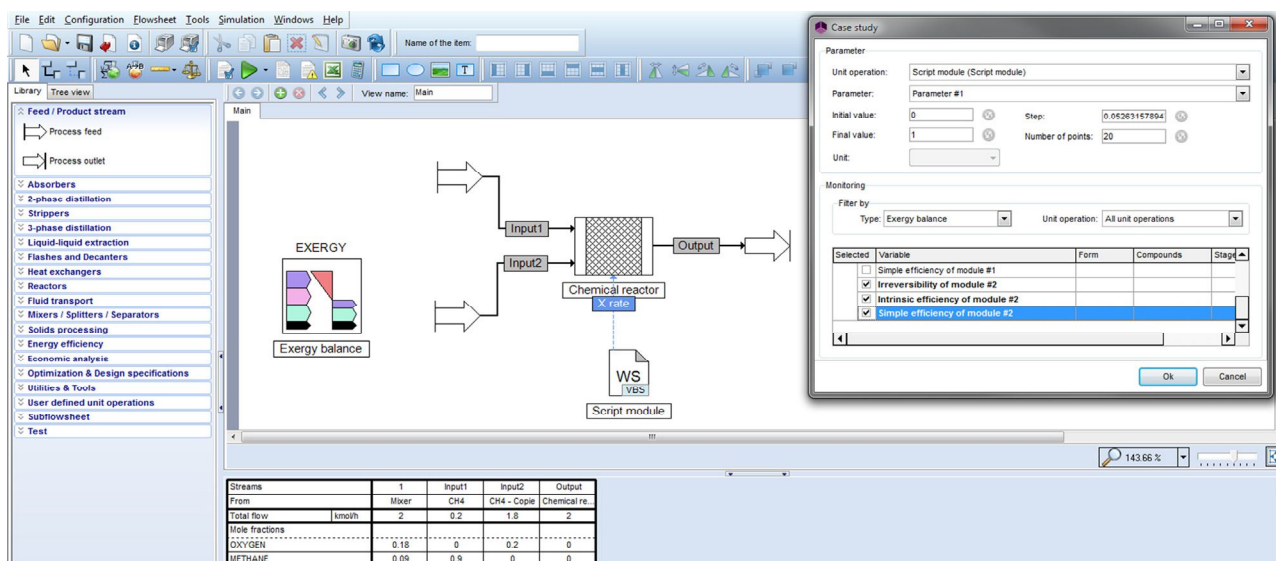 File Edit Configuration Flowsheet Tools Simulation Windows Help
Name of the item:
Library Tree view
View name: Main
Main
Feed / Product stream
Process feed
Process outlet
Absorbers
2-phase distillation
Strippers
3-phase distillation
Liquid-liquid extraction
Flashes and Decanters
Heat exchangers
Reactors
Fluid transport
Mixers / Splitters / Separators
Solids processing
Energy efficiency
Economic analysis
Optimization & Design specifications
Utilities & Tools
User defined unit operations
Subflowsheet
Test
EXERGY
Exergy balance
Input1
Input2
Output
Chemical reactor
X rate
WS
VBS
Script module
Case study
Parameter
Unit operation: Script module (Script module)
Parameter: Parameter #1
Initial value: 0 Step: 0.05263157894
Final value: 1 Number of points: 20
Unit:
Monitoring
Filter by
Type: Exergy balance Unit operation: All unit operations
Selected Variable Form Compounds Stage
Simple efficiency of module #1
Irreversibility of module #2
Intrinsic efficiency of module #2
Simple efficiency of module #2
Ok Cancel
143.66 %
Streams 1 Input1 Input2 Output
From Mixer CH4 CH4 - Copie Chemical re...
Total flow kmol/h 2 0.2 1.8 2
Mole fractions
OXYGEN 0.18 0 0.2 0
METHANE 0.09 0.9 0 0